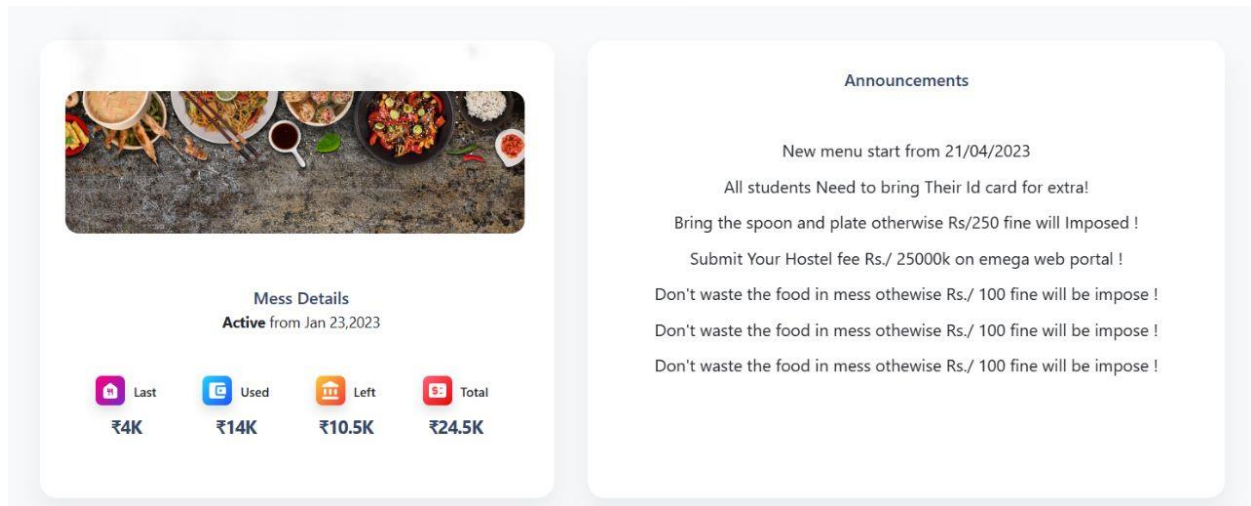 Mess Details
Active from Jan 23,2023
Last Used Left Total
₹4K ₹14K ₹10.5K ₹24.5K
Announcements
New menu start from 21/04/2023
All students Need to bring Their Id card for extra!
Bring the spoon and plate otherwise Rs/250 fine will Imposed !
Submit Your Hostel fee Rs./ 25000k on emega web portal !
Don't waste the food in mess othewise Rs./ 100 fine will be impose !
Don't waste the food in mess othewise Rs./ 100 fine will be impose !
Don't waste the food in mess othewise Rs./ 100 fine will be impose !